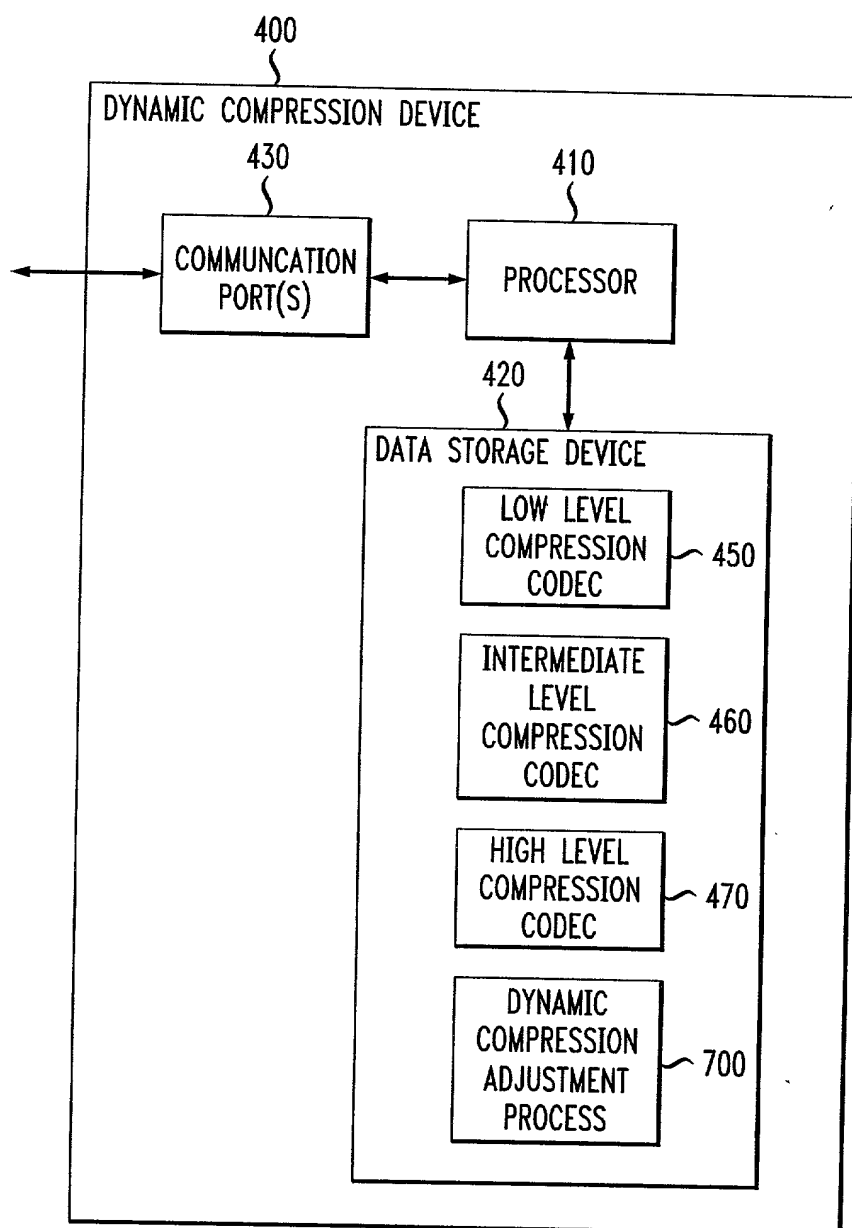 400
DYNAMIC COMPRESSION DEVICE
430
410
COMMUNCATION
PORT(S)
PROCESSOR
420
DATA STORAGE DEVICE
LOW LEVEL
COMPRESSION
CODEC
450
INTERMEDIATE
LEVEL
COMPRESSION
CODEC
460
HIGH LEVEL
COMPRESSION
CODEC
470
DYNAMIC
COMPRESSION
ADJUSTMENT
PROCESS
700